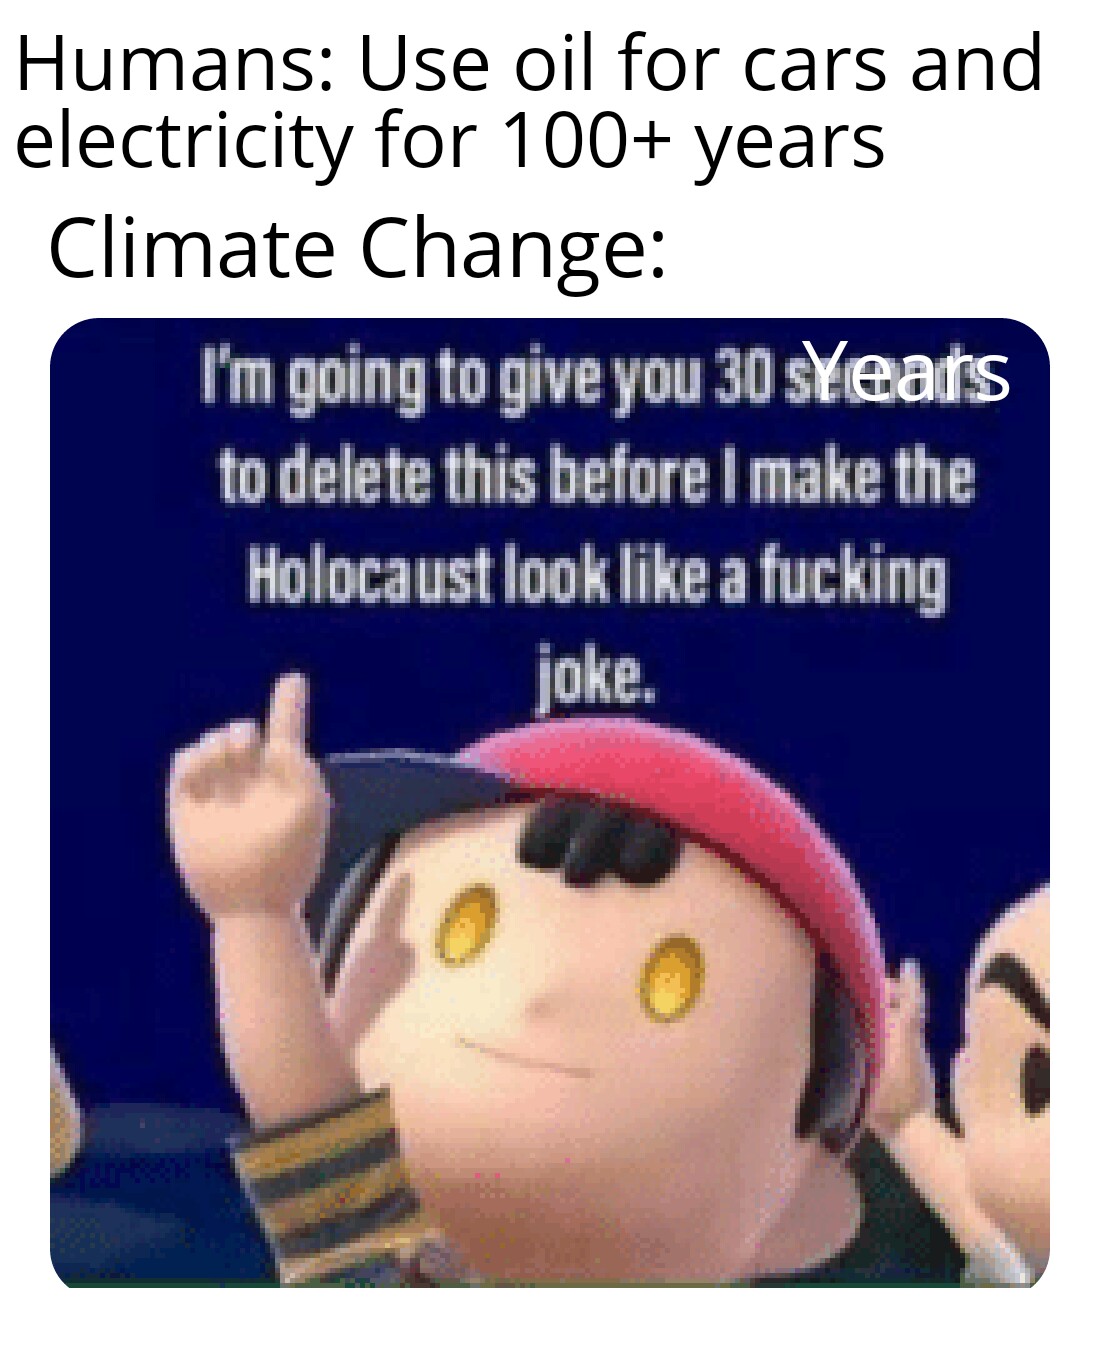 Humans: Use oil for cars and
electricity for 100+ years
Climate Change:
I'm going to give you 30 seconds Years
to delete this before I make the
Holocaust look like a fucking
joke.